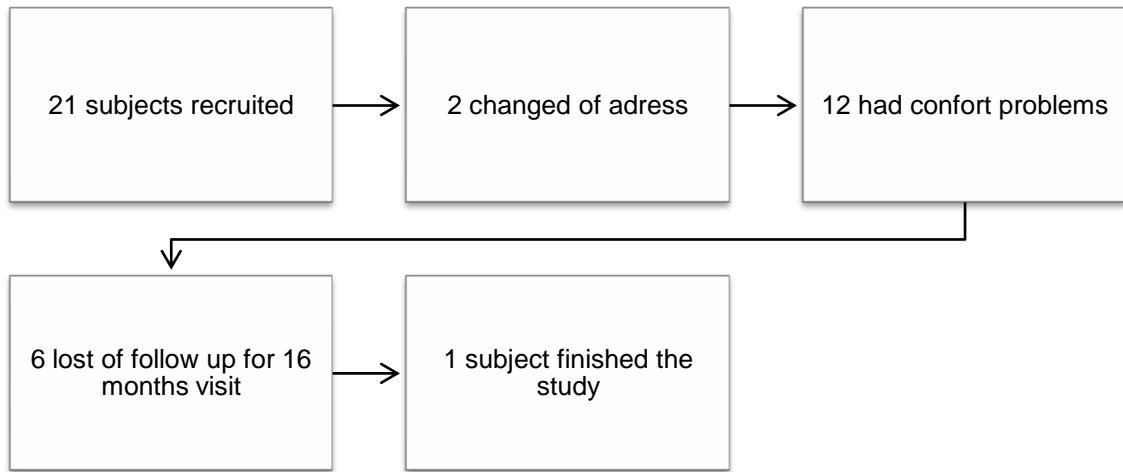 21 subjects recruited
2 changed of adress
12 had confort problems
6 lost of follow up for 16
months visit
1 subject finished the
study